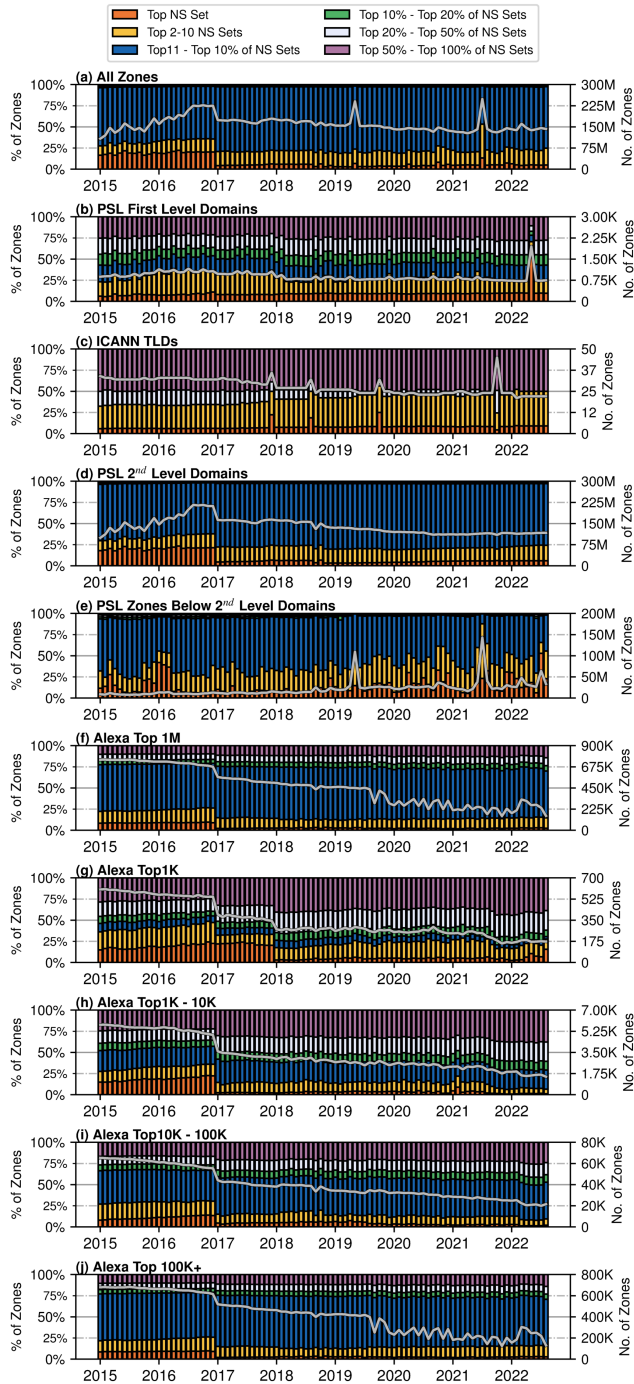 Top NS Set
Top 2-10 NS Sets
Top11 - Top 10% of NS Sets
Top 10% - Top 20% of NS Sets
Top 20% - Top 50% of NS Sets
Top 50% - Top 100% of NS Sets
(a) All Zones
% of Zones
100%
75%
50%
25%
0%
300M
225M
150M
75M
0
No. of Zones
2015 2016 2017 2018 2019 2020 2021 2022
(b) PSL First Level Domains
% of Zones
100%
75%
50%
25%
0%
3.00K
2.25K
1.50K
0.75K
0
No. of Zones
2015 2016 2017 2018 2019 2020 2021 2022
(c) ICANN TLDs
% of Zones
100%
75%
50%
25%
0%
50
37
25
12
0
No. of Zones
2015 2016 2017 2018 2019 2020 2021 2022
(d) PSL 2nd Level Domains
% of Zones
100%
75%
50%
25%
0%
300M
225M
150M
75M
0
No. of Zones
2015 2016 2017 2018 2019 2020 2021 2022
(e) PSL Zones Below 2nd Level Domains
% of Zones
100%
75%
50%
25%
0%
200M
150M
100M
50M
0
No. of Zones
2015 2016 2017 2018 2019 2020 2021 2022
(f) Alexa Top 1M
% of Zones
100%
75%
50%
25%
0%
900K
675K
450K
225K
0
No. of Zones
2015 2016 2017 2018 2019 2020 2021 2022
(g) Alexa Top1K
% of Zones
100%
75%
50%
25%
0%
700
525
350
175
0
No. of Zones
2015 2016 2017 2018 2019 2020 2021 2022
(h) Alexa Top1K - 10K
% of Zones
100%
75%
50%
25%
0%
7.00K
5.25K
3.50K
1.75K
0
No. of Zones
2015 2016 2017 2018 2019 2020 2021 2022
(i) Alexa Top10K - 100K
% of Zones
100%
75%
50%
25%
0%
80K
60K
40K
20K
0
No. of Zones
2015 2016 2017 2018 2019 2020 2021 2022
(j) Alexa Top 100K+
% of Zones
100%
75%
50%
25%
0%
800K
600K
400K
200K
0
No. of Zones
2015 2016 2017 2018 2019 2020 2021 2022